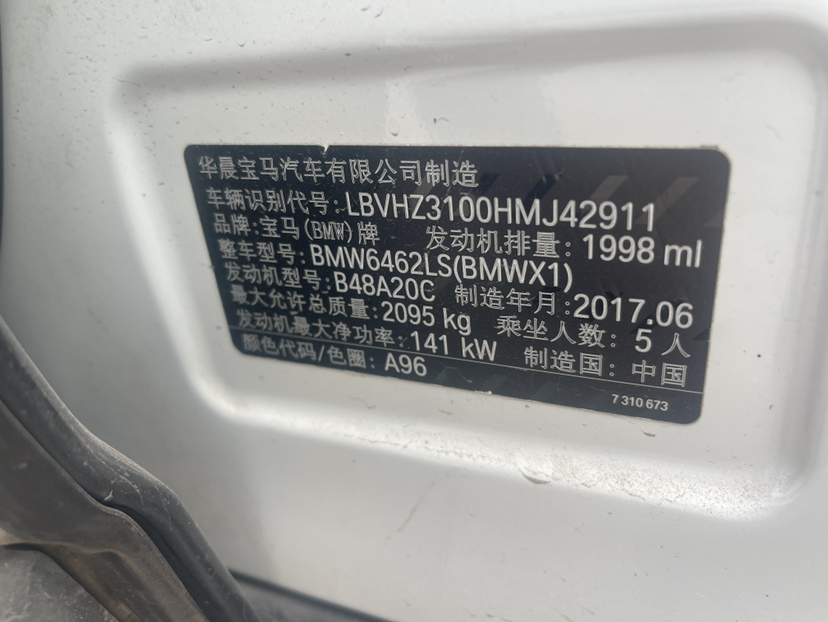 华晨宝马汽车有限公司制造
车辆识别代号: LBVHZ3100HMJ42911
品牌: 宝马(BMW)牌 发动机排量: 1998 ml
整车型号: BMW6462LS(BMWX1)
发动机型号: B48A20C 制造年月: 2017.06
最大允许总质量: 2095 kg 乘坐人数: 5 人
发动机最大净功率: 141 kW 制造国: 中国
颜色代码/色圈: A96
7 310 673